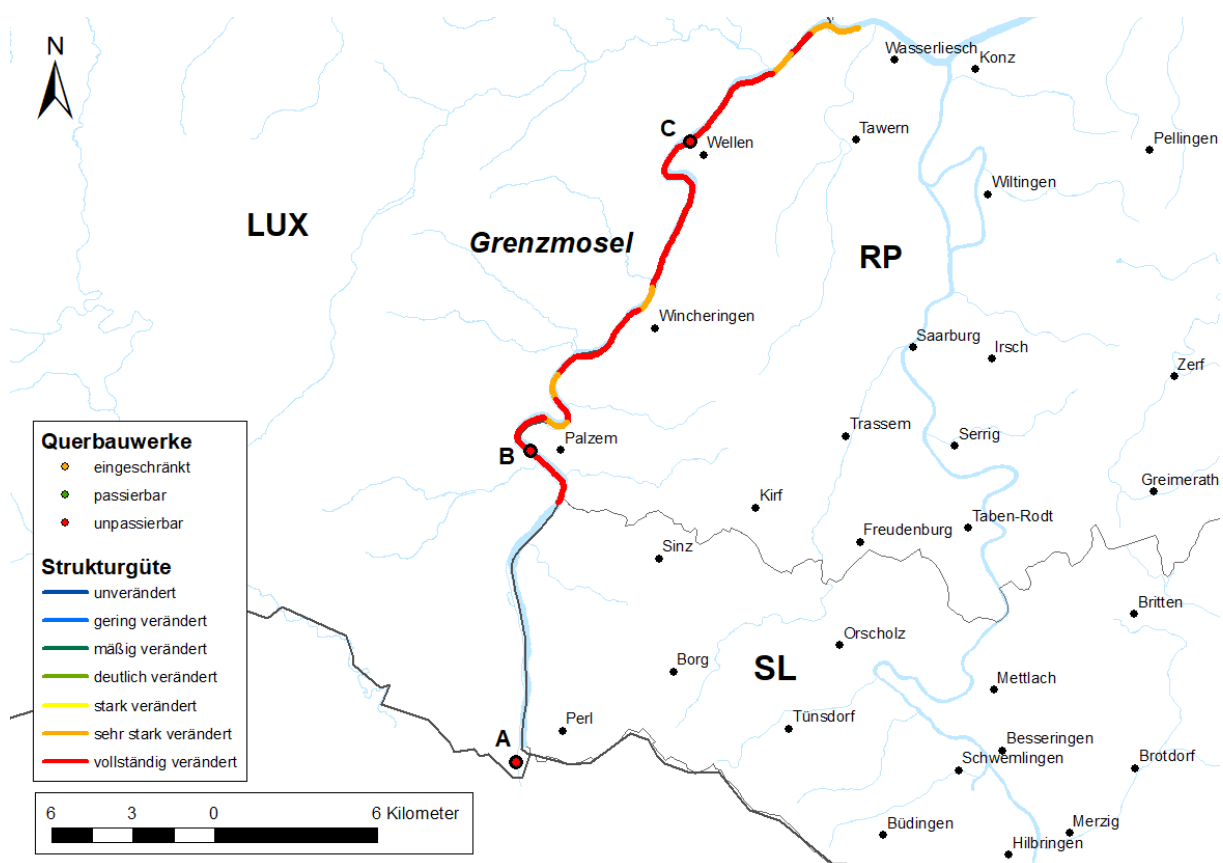 N
Wasserliesch
Konz
C
Wellen
Tawern
Pellingen
Wiltingen
LUX
Grenzmosel
RP
Wincheringen
Saarburg
Irsch
Zerf
Trassem
Serrig
B
Palzem
Kirf
Greimerath
Freudenburg
Taben-Rodt
Sinz
Britten
Orscholz
Borg
SL
Mettlach
Perl
Tünsdorf
A
Besseringen
Schwemlingen
Brotdorf
Büdingen
Merzig
Hilbringen
Querbauwerke
eingeschränkt
passierbar
unpassierbar
Strukturgüte
unverändert
gering verändert
mäßig verändert
deutlich verändert
stark verändert
sehr stark verändert
vollständig verändert
6 3 0 6 Kilometer